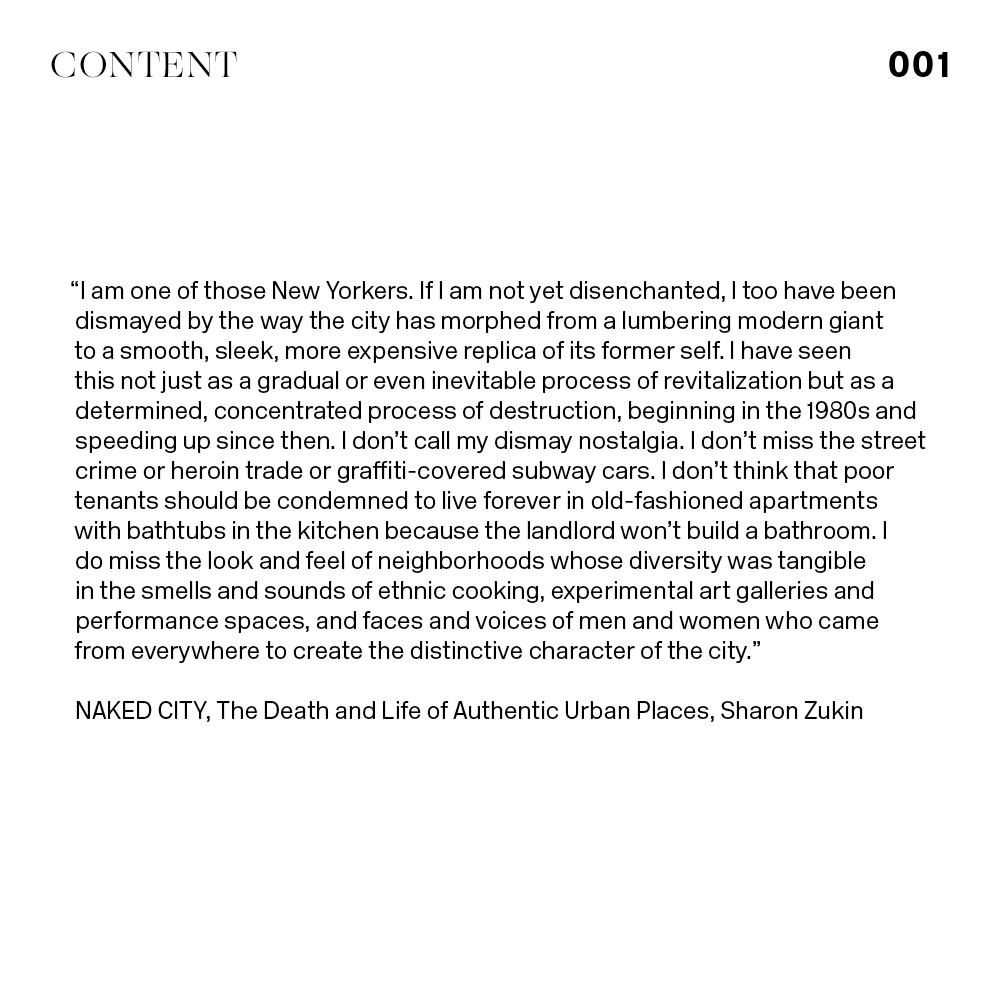 CONTENT
001
“I am one of those New Yorkers. If I am not yet disenchanted, I too have been
dismayed by the way the city has morphed from a lumbering modern giant
to a smooth, sleek, more expensive replica of its former self. I have seen
this not just as a gradual or even inevitable process of revitalization but as a
determined, concentrated process of destruction, beginning in the 1980s and
speeding up since then. I don’t call my dismay nostalgia. I don’t miss the street
crime or heroin trade or graffiti-covered subway cars. I don’t think that poor
tenants should be condemned to live forever in old-fashioned apartments
with bathtubs in the kitchen because the landlord won’t build a bathroom. I
do miss the look and feel of neighborhoods whose diversity was tangible
in the smells and sounds of ethnic cooking, experimental art galleries and
performance spaces, and faces and voices of men and women who came
from everywhere to create the distinctive character of the city.”
NAKED CITY, The Death and Life of Authentic Urban Places, Sharon Zukin